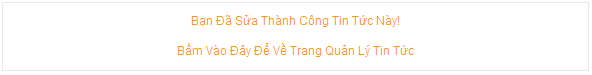 Bạn Đã Sửa Thành Công Tin Tức Này!
Bấm Vào Đây Để Về Trang Quản Lý Tin Tức